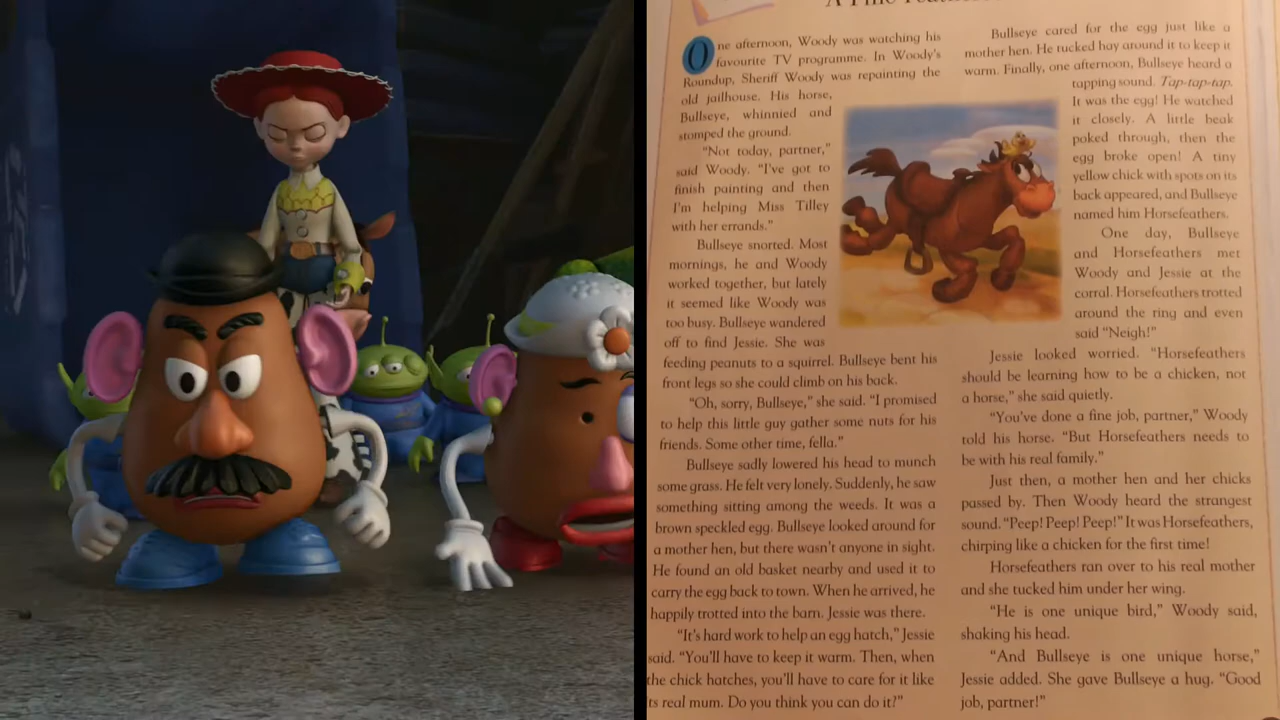 One afternoon, Woody was watching his
favourite TV programme. In Woody's
Roundup, Sheriff Woody was repainting the
old jailhouse. His horse,
Bullseye, whinnied and
stomped the ground.
"Not today, partner,"
said Woody. "I've got to
finish painting and then
I'm helping Miss Tilley
with her errands."
Bullseye snorted. Most
mornings, he and Woody
worked together, but lately
it seemed like Woody was
too busy. Bullseye wandered
off to find Jessie. She was
feeding peanuts to a squirrel. Bullseye bent his
front legs so she could climb on his back.
"Oh, sorry, Bullseye," she said. "I promised
to help this little guy gather some nuts for his
friends. Some other time, fella."
Bullseye sadly lowered his head to munch
some grass. He felt very lonely. Suddenly, he saw
something sitting among the weeds. It was a
brown speckled egg. Bullseye looked around for
a mother hen, but there wasn't anyone in sight.
He found an old basket nearby and used it to
carry the egg back to town. When he arrived, he
happily trotted into the barn. Jessie was there.
"It's hard work to help an egg hatch," Jessie
said. "You'll have to keep it warm. Then, when
the chick hatches, you'll have to care for it like
its real mum. Do you think you can do it?"
Bullseye cared for the egg just like a
mother hen. He tucked hay around it to keep it
warm. Finally, one afternoon, Bullseye heard a
tapping sound. Tap-tap-tap.
It was the egg! He watched
it closely. A little beak
poked through, then the
egg broke open! A tiny
yellow chick with spots on its
back appeared, and Bullseye
named him Horsefeathers.
One day, Bullseye
and Horsefeathers met
Woody and Jessie at the
corral. Horsefeathers trotted
around the ring and even
said "Neigh!"
Jessie looked worried. "Horsefeathers
should be learning how to be a chicken, not
a horse," she said quietly.
"You've done a fine job, partner," Woody
told his horse. "But Horsefeathers needs to
be with his real family."
Just then, a mother hen and her chicks
passed by. Then Woody heard the strangest
sound. "Peep! Peep! Peep!" It was Horsefeathers,
chirping like a chicken for the first time!
Horsefeathers ran over to his real mother
and she tucked him under her wing.
"He is one unique bird," Woody said,
shaking his head.
"And Bullseye is one unique horse,"
Jessie added. She gave Bullseye a hug. "Good
job, partner!"